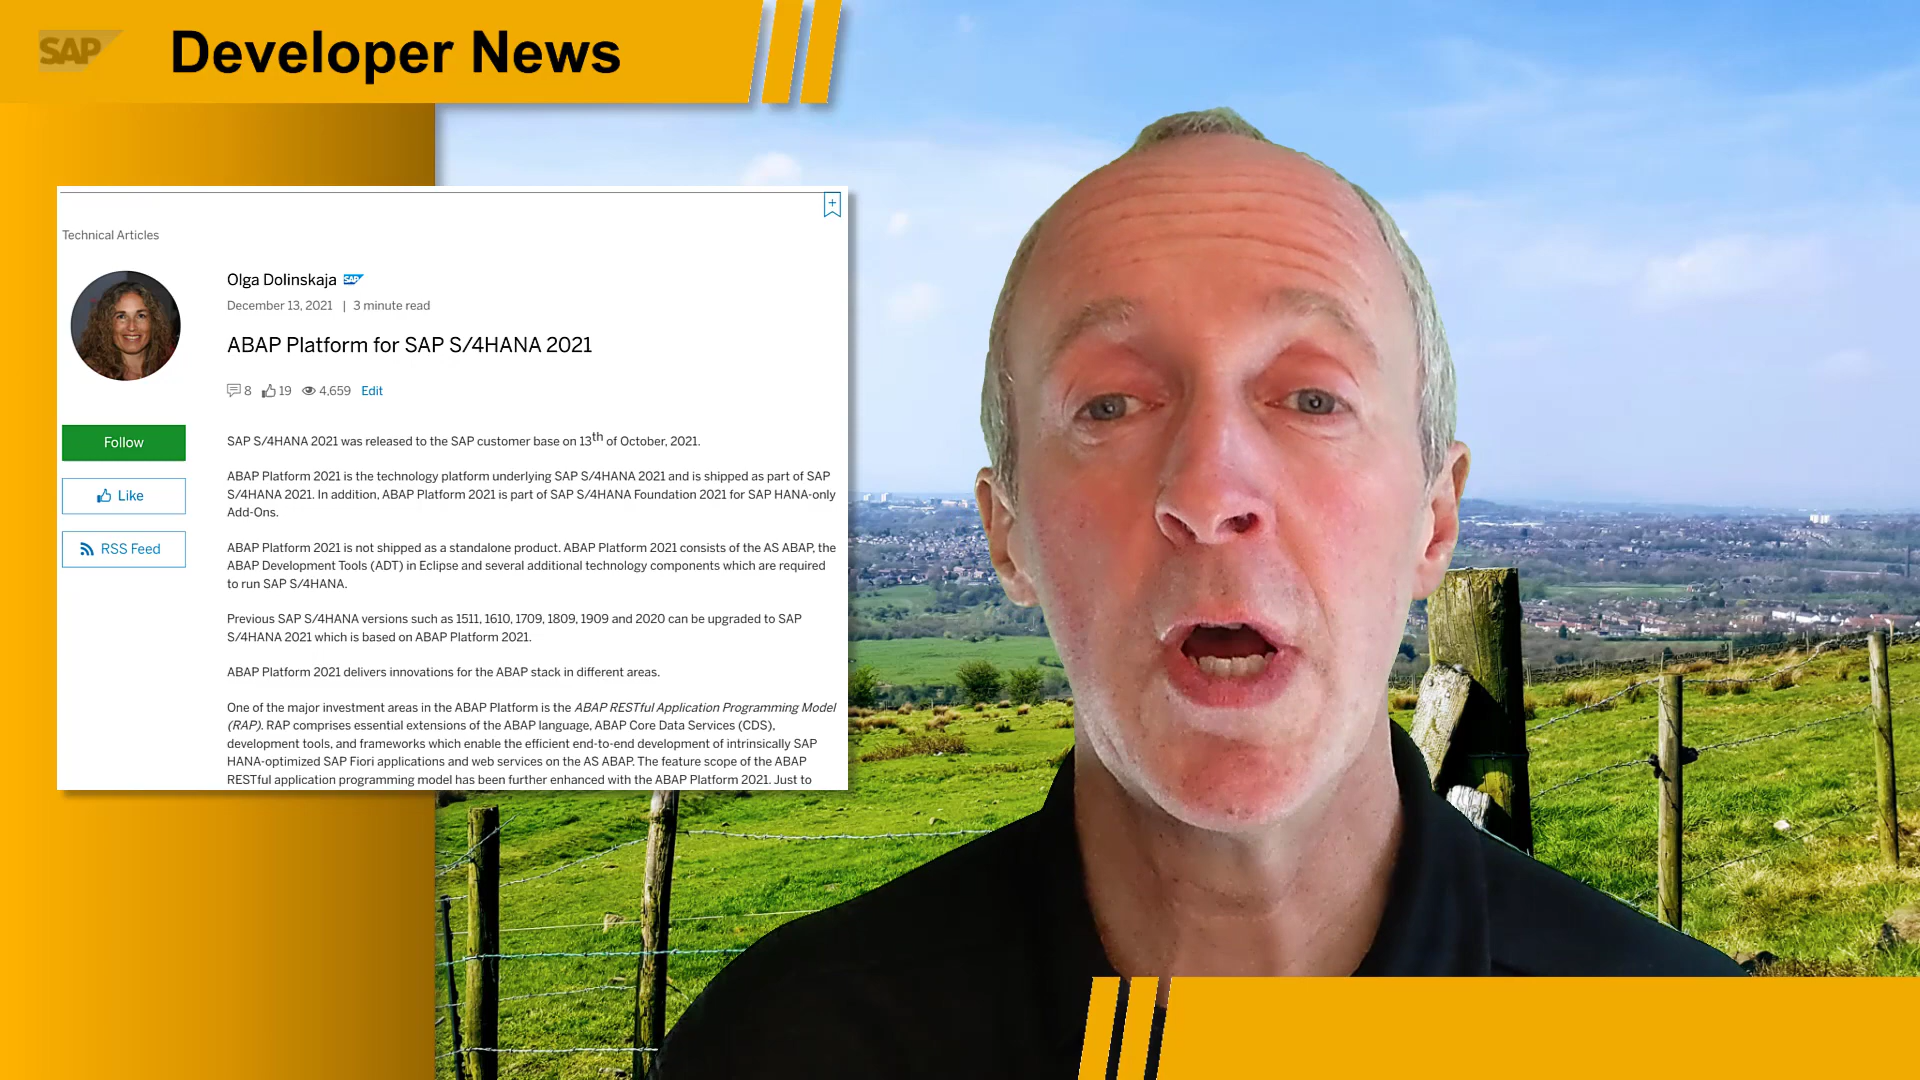 SAP Developer News
Technical Articles
Olga Dolinskaja SAP
December 13, 2021 | 3 minute read
ABAP Platform for SAP S/4HANA 2021
8 19 4,659 Edit
Follow
Like
RSS Feed
SAP S/4HANA 2021 was released to the SAP customer base on 13th of October, 2021.
ABAP Platform 2021 is the technology platform underlying SAP S/4HANA 2021 and is shipped as part of SAP
S/4HANA 2021. In addition, ABAP Platform 2021 is part of SAP S/4HANA Foundation 2021 for SAP HANA-only
Add-Ons.
ABAP Platform 2021 is not shipped as a standalone product. ABAP Platform 2021 consists of the AS ABAP, the
ABAP Development Tools (ADT) in Eclipse and several additional technology components which are required
to run SAP S/4HANA.
Previous SAP S/4HANA versions such as 1511, 1610, 1709, 1809, 1909 and 2020 can be upgraded to SAP
S/4HANA 2021 which is based on ABAP Platform 2021.
ABAP Platform 2021 delivers innovations for the ABAP stack in different areas.
One of the major investment areas in the ABAP Platform is the ABAP RESTful Application Programming Model
(RAP). RAP comprises essential extensions of the ABAP language, ABAP Core Data Services (CDS),
development tools, and frameworks which enable the efficient end-to-end development of intrinsically SAP
HANA-optimized SAP Fiori applications and web services on the AS ABAP. The feature scope of the ABAP
RESTful application programming model has been further enhanced with the ABAP Platform 2021. Just to